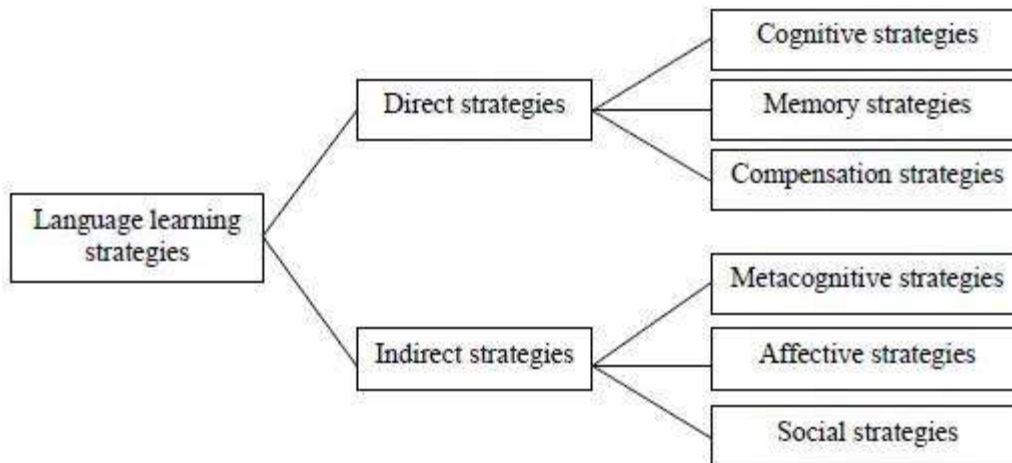 Cognitive strategies
Direct strategies
Memory strategies
Compensation strategies
Language learning
strategies
Metacognitive strategies
Indirect strategies
Affective strategies
Social strategies